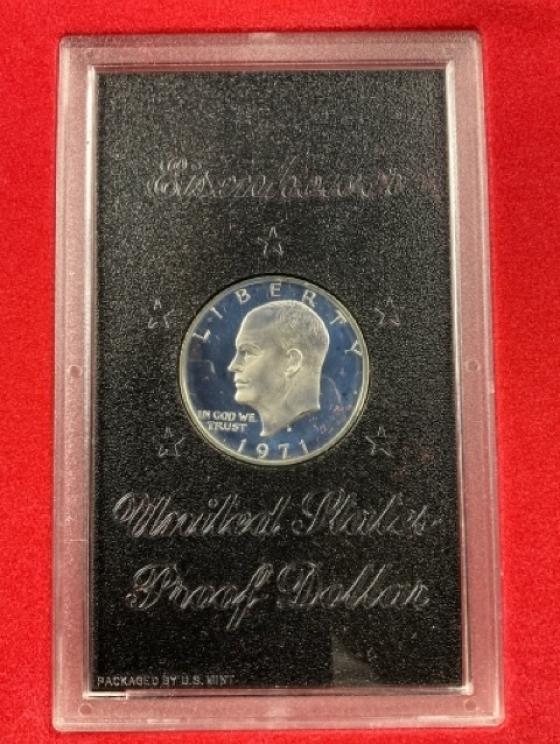 Eisenhower
LIBERTY
IN GOD WE
TRUST
S
1971
United States
Proof Dollar
PACKAGED BY U.S. MINT